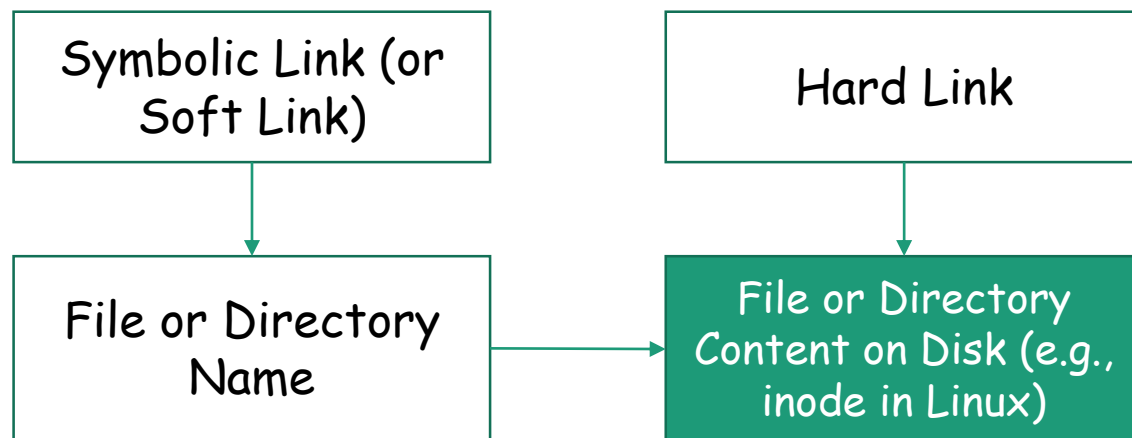 Symbolic Link (or
Soft Link)
Hard Link
File or Directory
Name
File or Directory
Content on Disk (e.g.,
inode in Linux)